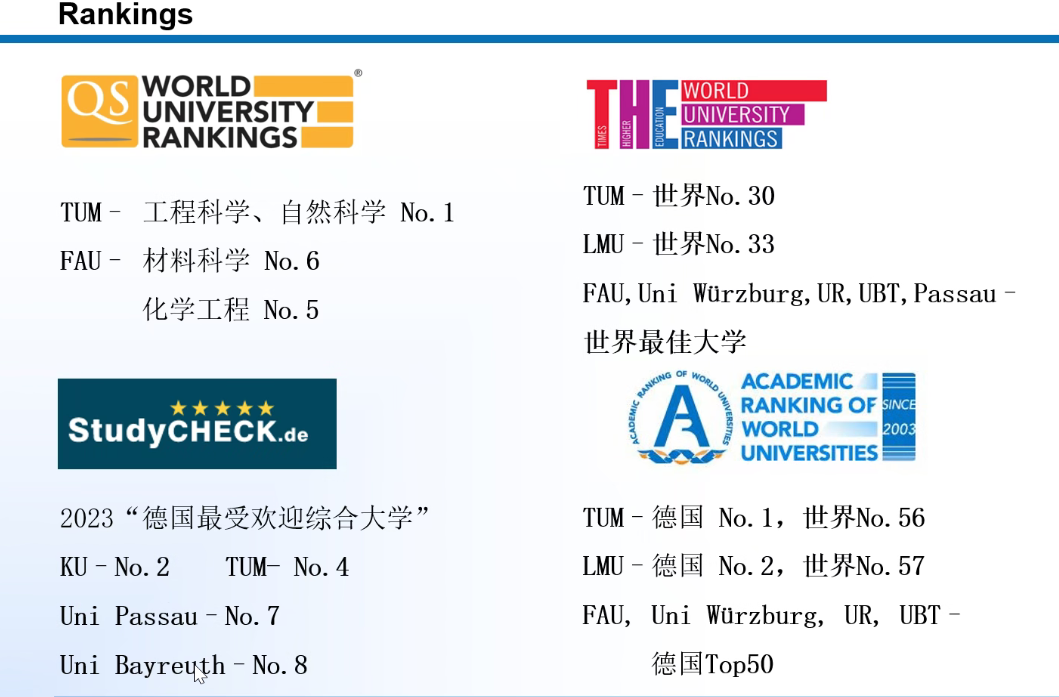 Rankings
QS WORLD UNIVERSITY RANKINGS®
TUM– 工程科学、自然科学 No.1
FAU– 材料科学 No.6
化学工程 No.5
THE WORLD UNIVERSITY RANKINGS
TIMES HIGHER EDUCATION
TUM–世界No.30
LMU–世界No.33
FAU,Uni Würzburg,UR,UBT,Passau–
世界最佳大学
★★★★★
StudyCHECK.de
2023“德国最受欢迎综合大学”
KU–No.2 TUM– No.4
Uni Passau–No.7
Uni Bayreuth–No.8
ACADEMIC RANKING OF WORLD UNIVERSITIES
ACADEMIC
RANKING OF
WORLD
UNIVERSITIES
SINCE
2003
TUM–德国 No.1，世界No.56
LMU–德国 No.2，世界No.57
FAU, Uni Würzburg, UR, UBT–
德国Top50